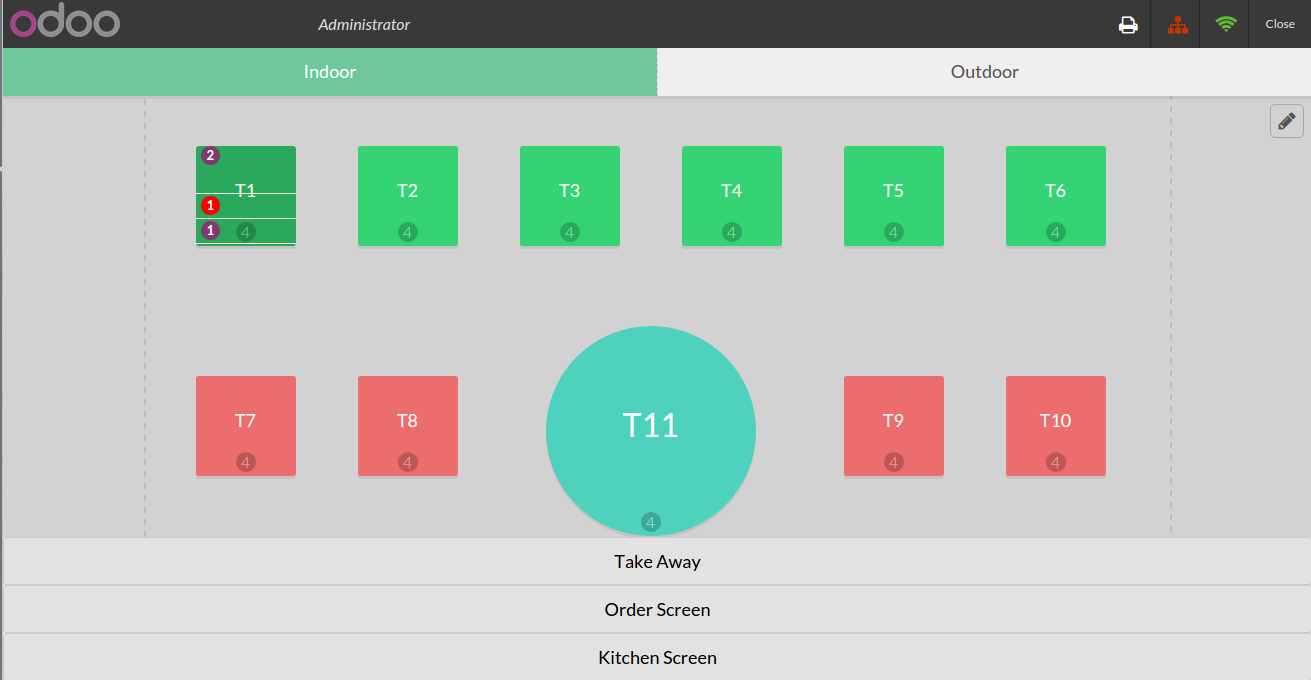 odoo Administrator Close
Indoor Outdoor
2
T1 T2 T3 T4 T5 T6
1
1 4 4 4 4 4 4
T7 T8 T11 T9 T10
4 4 4 4
4
Take Away
Order Screen
Kitchen Screen